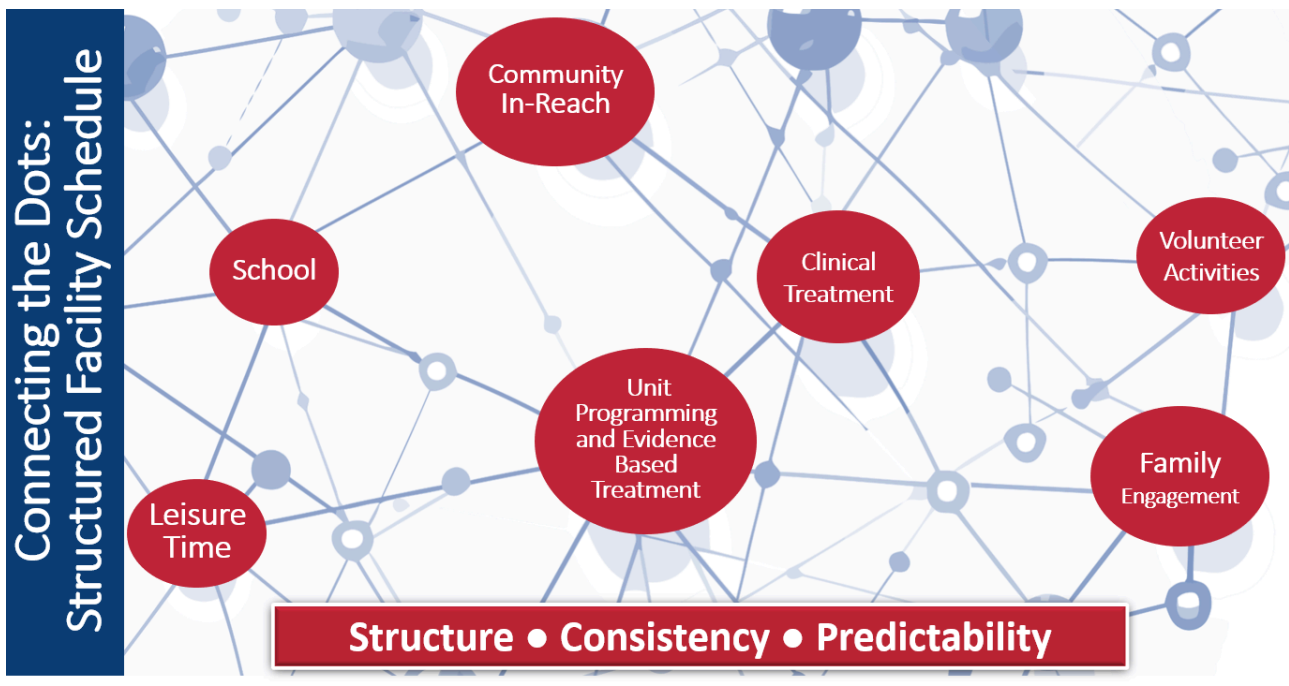 Connecting the Dots:
Structured Facility Schedule
Community
In-Reach
School
Clinical
Treatment
Volunteer
Activities
Unit
Programming
and Evidence
Based
Treatment
Family
Engagement
Leisure
Time
Structure ● Consistency ● Predictability